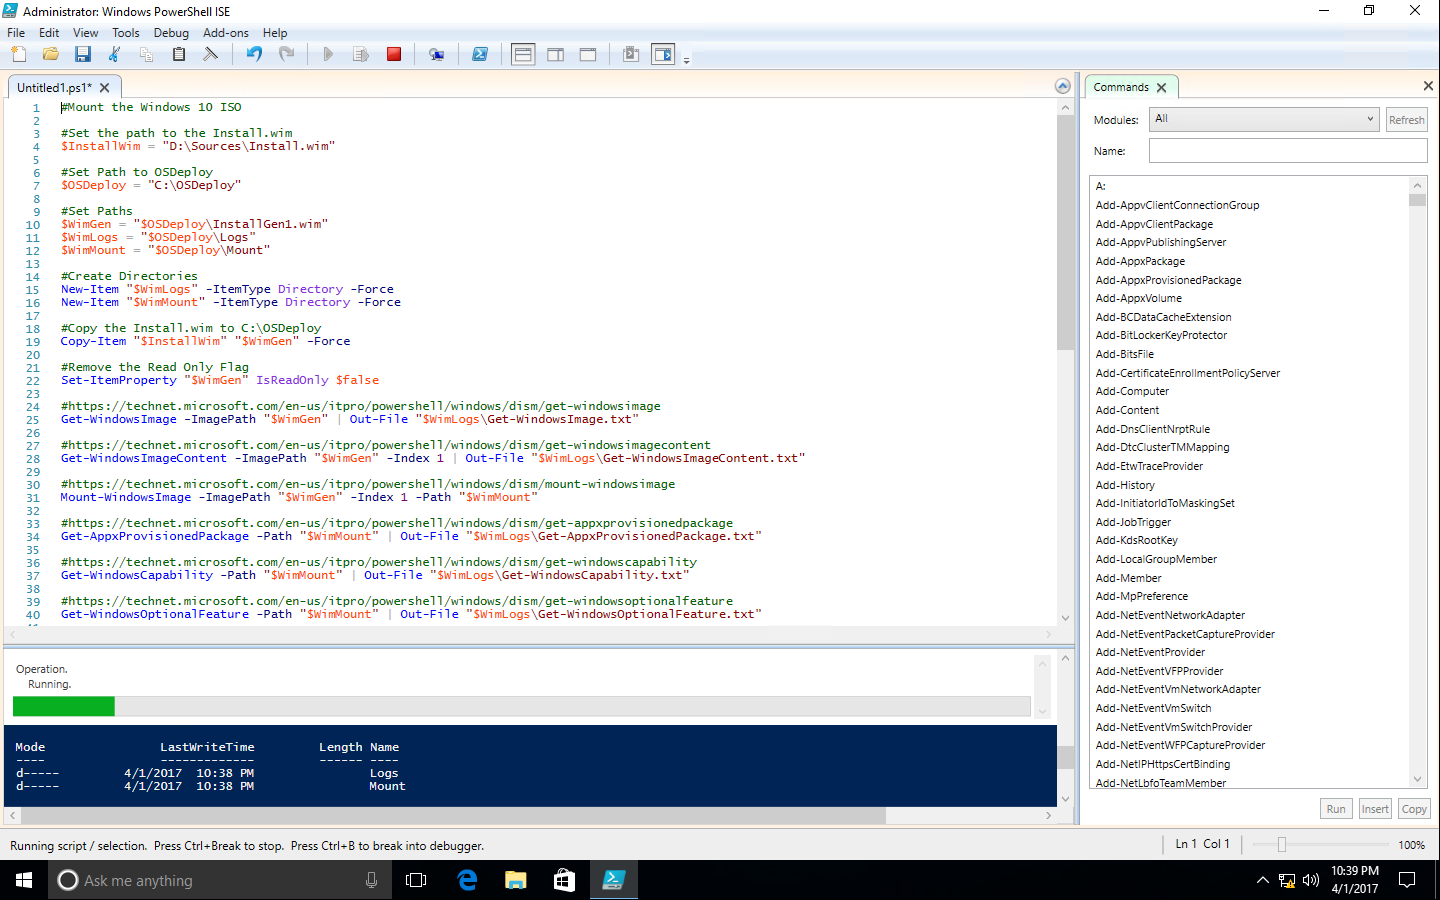 Administrator: Windows PowerShell ISE
File Edit View Tools Debug Add-ons Help
Untitled1.ps1*
1 #Mount the Windows 10 ISO
2
3 #Set the path to the Install.wim
4 $InstallWim = "D:\Sources\Install.wim"
5
6 #Set Path to OSDeploy
7 $OSDeploy = "C:\OSDeploy"
8
9 #Set Paths
10 $WimGen = "$OSDeploy\InstallGen1.wim"
11 $WimLogs = "$OSDeploy\Logs"
12 $WimMount = "$OSDeploy\Mount"
13
14 #Create Directories
15 New-Item "$WimLogs" -ItemType Directory -Force
16 New-Item "$WimMount" -ItemType Directory -Force
17
18 #Copy the Install.wim to C:\OSDeploy
19 Copy-Item "$InstallWim" "$WimGen" -Force
20
21 #Remove the Read Only Flag
22 Set-ItemProperty "$WimGen" IsReadOnly $false
23
24 #https://technet.microsoft.com/en-us/itpro/powershell/windows/dism/get-windowsimage
25 Get-WindowsImage -ImagePath "$WimGen" | Out-File "$WimLogs\Get-WindowsImage.txt"
26
27 #https://technet.microsoft.com/en-us/itpro/powershell/windows/dism/get-windowsimagecontent
28 Get-WindowsImageContent -ImagePath "$WimGen" -Index 1 | Out-File "$WimLogs\Get-WindowsImageContent.txt"
29
30 #https://technet.microsoft.com/en-us/itpro/powershell/windows/dism/mount-windowsimage
31 Mount-WindowsImage -ImagePath "$WimGen" -Index 1 -Path "$WimMount"
32
33 #https://technet.microsoft.com/en-us/itpro/powershell/windows/dism/get-appxprovisionedpackage
34 Get-AppxProvisionedPackage -Path "$WimMount" | Out-File "$WimLogs\Get-AppxProvisionedPackage.txt"
35
36 #https://technet.microsoft.com/en-us/itpro/powershell/windows/dism/get-windowscapability
37 Get-WindowsCapability -Path "$WimMount" | Out-File "$WimLogs\Get-WindowsCapability.txt"
38
39 #https://technet.microsoft.com/en-us/itpro/powershell/windows/dism/get-windowsoptionalfeature
40 Get-WindowsOptionalFeature -Path "$WimMount" | Out-File "$WimLogs\Get-WindowsOptionalFeature.txt"
Operation.
Running.
Mode LastWriteTime Length Name
---- ------------- ------ ----
d----- 4/1/2017 10:38 PM Logs
d----- 4/1/2017 10:38 PM Mount
Commands
Modules: All Refresh
Name:
A:
Add-AppvClientConnectionGroup
Add-AppvClientPackage
Add-AppvPublishingServer
Add-AppxPackage
Add-AppxProvisionedPackage
Add-AppxVolume
Add-BCDataCacheExtension
Add-BitLockerKeyProtector
Add-BitsFile
Add-CertificateEnrollmentPolicyServer
Add-Computer
Add-Content
Add-DnsClientNrptRule
Add-DtcClusterTMMapping
Add-EtwTraceProvider
Add-History
Add-InitiatorIdToMaskingSet
Add-JobTrigger
Add-KdsRootKey
Add-LocalGroupMember
Add-Member
Add-MpPreference
Add-NetEventNetworkAdapter
Add-NetEventPacketCaptureProvider
Add-NetEventProvider
Add-NetEventVFPProvider
Add-NetEventVmNetworkAdapter
Add-NetEventVmSwitch
Add-NetEventVmSwitchProvider
Add-NetEventWFPCaptureProvider
Add-NetIPHttpsCertBinding
Add-NetLbfoTeamMember
Run Insert Copy
Running script / selection. Press Ctrl+Break to stop. Press Ctrl+B to break into debugger.
Ln 1 Col 1
100%
Ask me anything
10:39 PM
4/1/2017